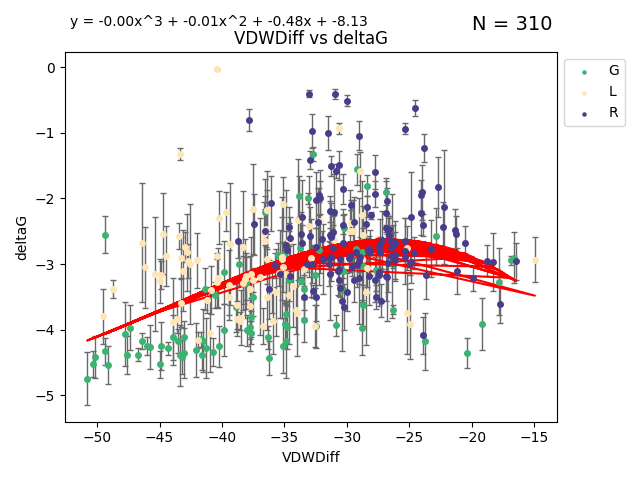 y = -0.00x^3 + -0.01x^2 + -0.48x + -8.13
N = 310
VDWDiff vs deltaG
G
L
R
0
−1
−2
−3
−4
−5
deltaG
−50 −45 −40 −35 −30 −25 −20 −15
VDWDiff